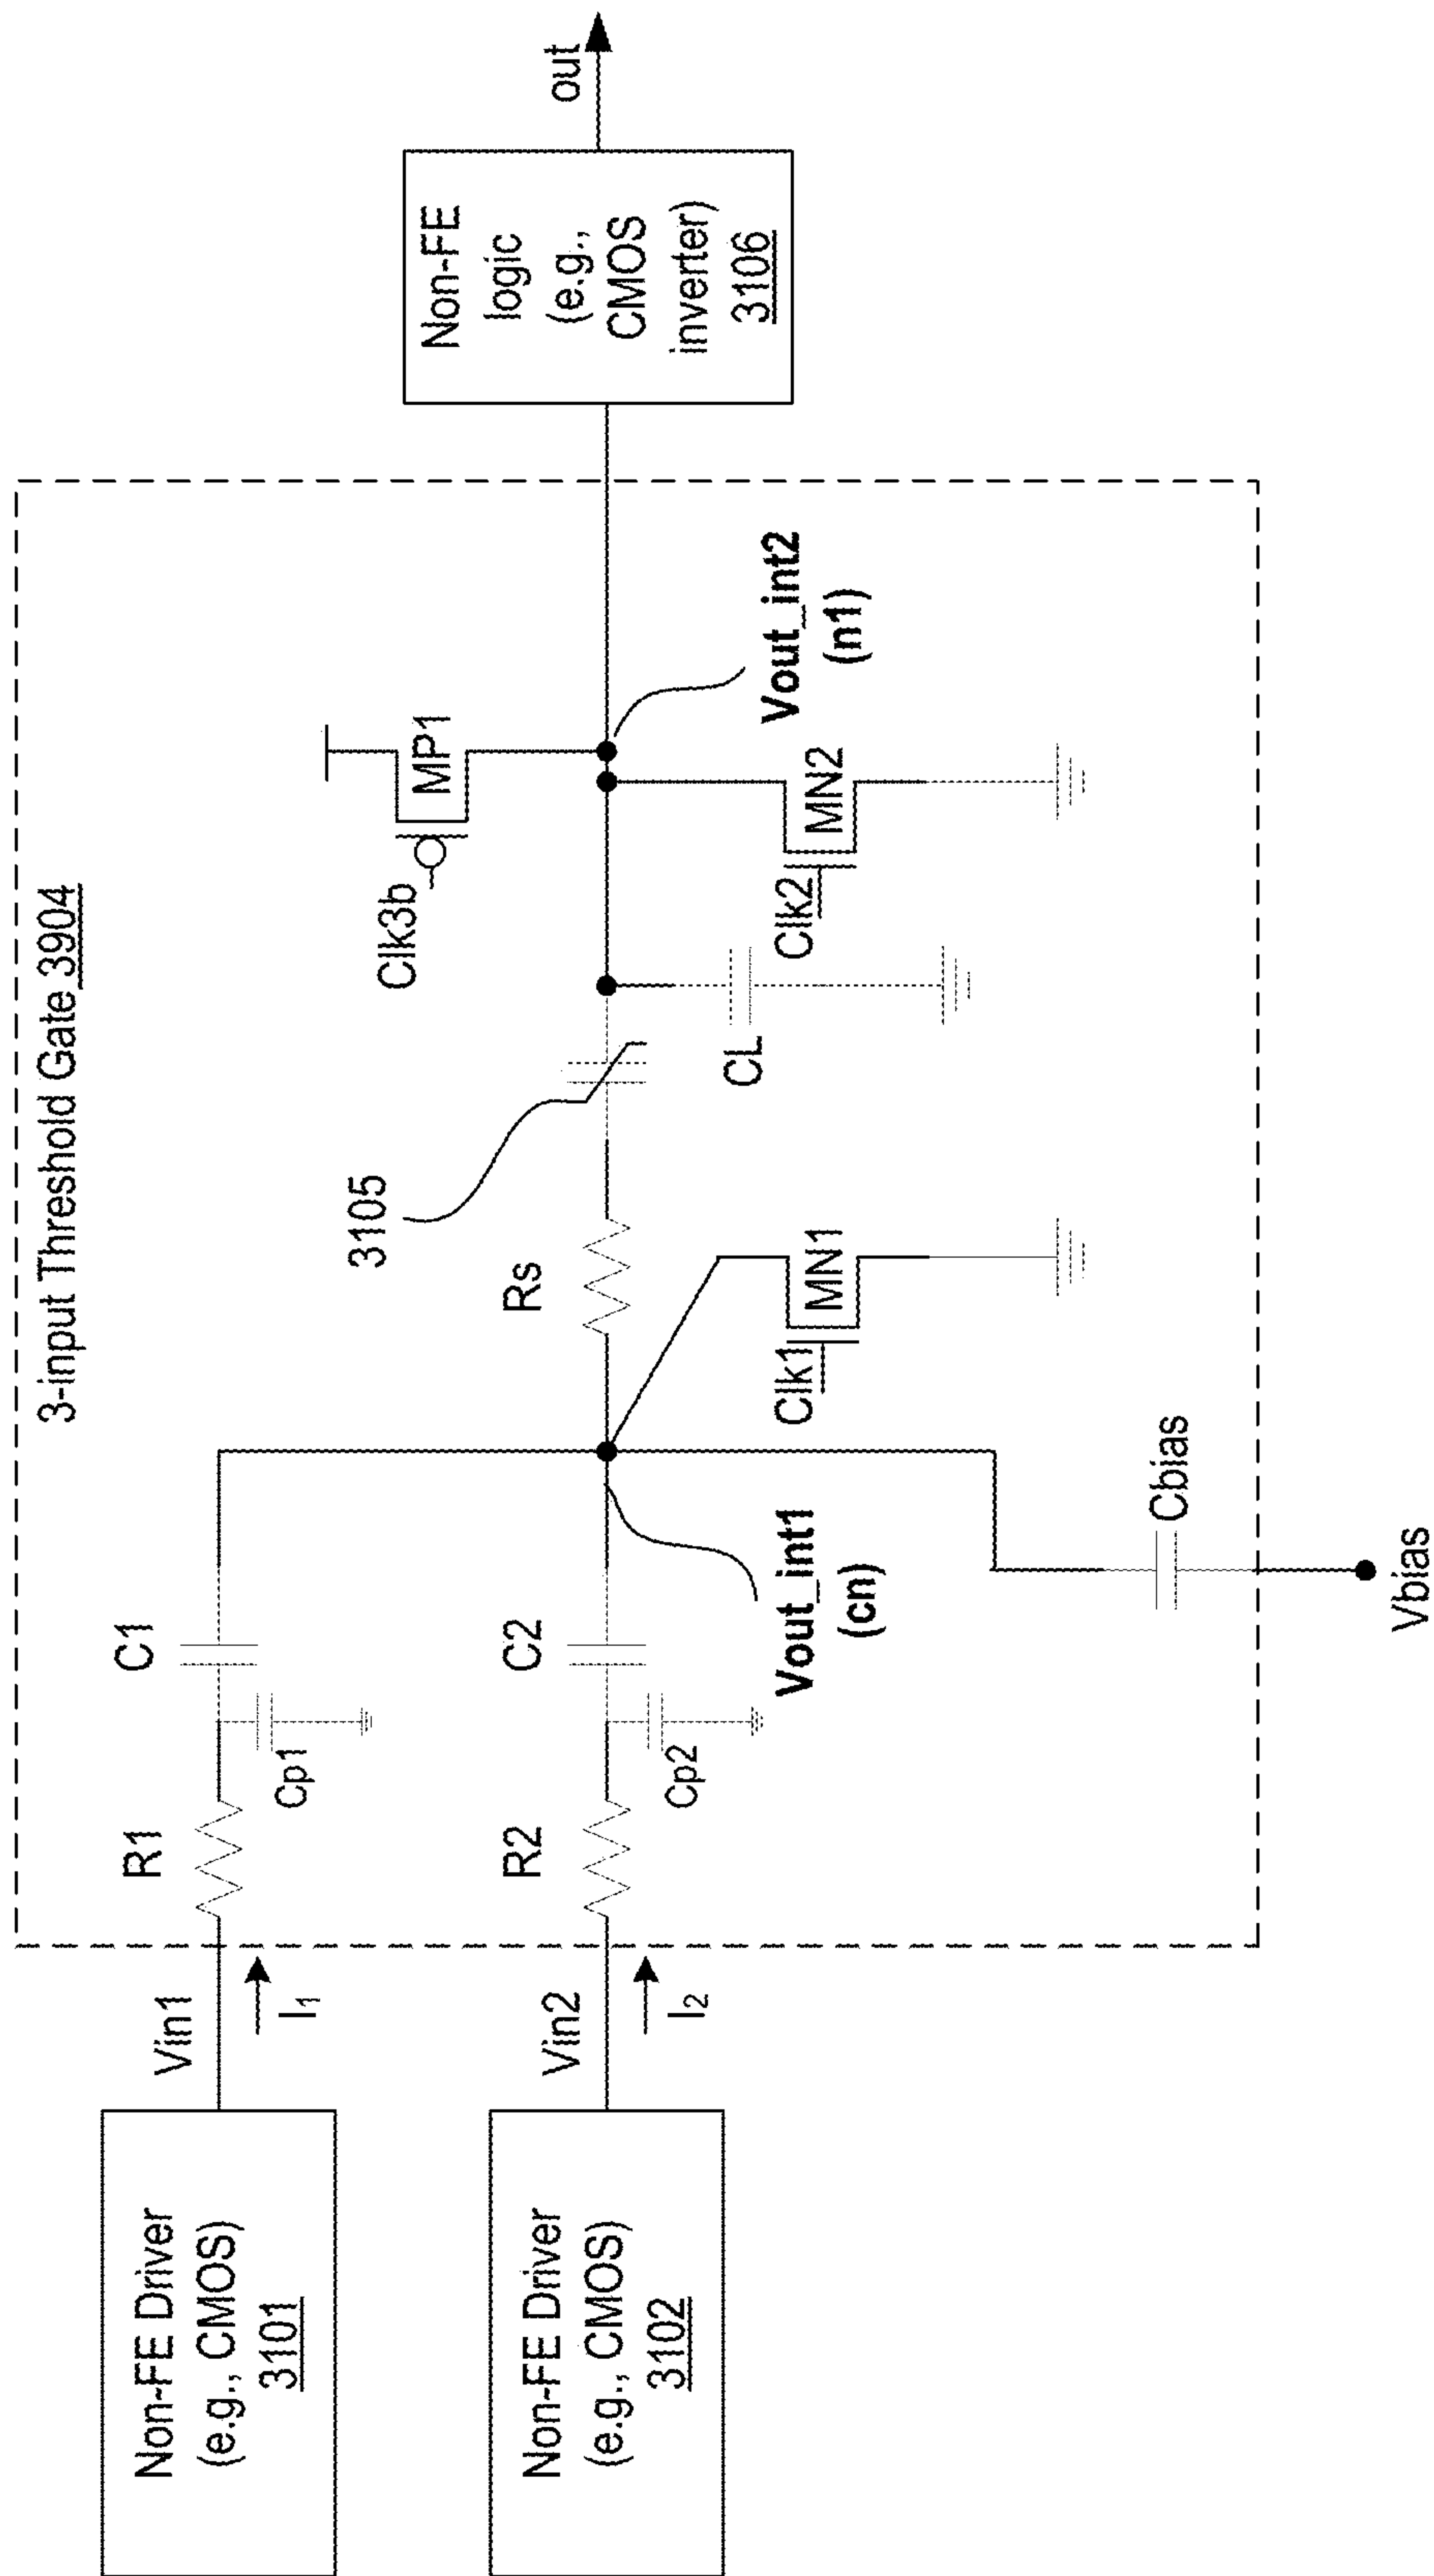 3-input Threshold Gate 3904
Non-FE Driver
(e.g., CMOS)
3101
Vin1
I1
R1
Cp1
C1
Non-FE Driver
(e.g., CMOS)
3102
Vin2
I2
R2
Cp2
C2
Vout_int1
(cn)
Cbias
Vbias
Rs
Clk1
MN1
3105
CL
Clk3b
MP1
Clk2
MN2
Vout_int2
(n1)
Non-FE
logic
(e.g.,
CMOS
inverter)
3106
out